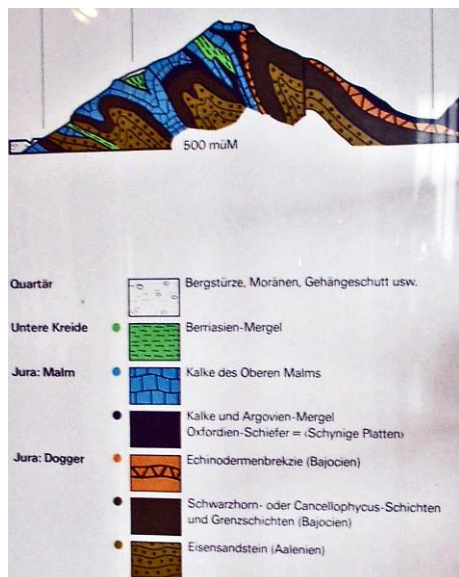 500 müM
Quartär
Bergstürze, Moränen, Gehängeschutt usw.
Untere Kreide
Berriasien-Mergel
Jura: Malm
Kalke des Oberen Malms
Kalke und Argovien-Mergel
Oxfordien-Schiefer = ‹Schynige Platten›
Jura: Dogger
Echinodermenbrekzie (Bajocien)
Schwarzhorn- oder Cancellophycus-Schichten
und Grenzschichten (Bajocien)
Eisensandstein (Aalenien)